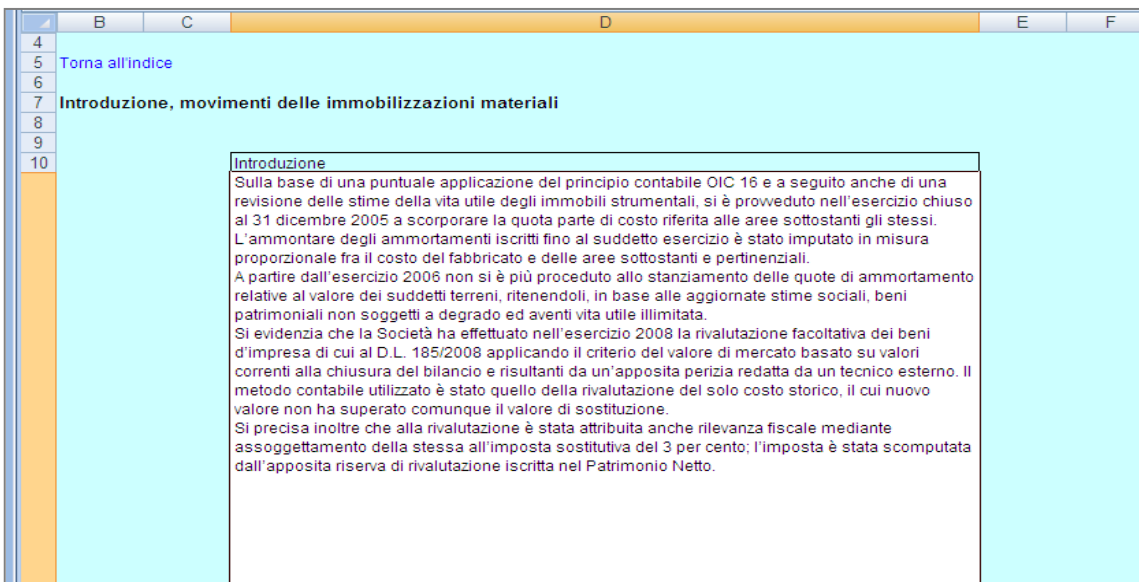 B C D E F
4
5 Torna all'indice
6
7 Introduzione, movimenti delle immobilizzazioni materiali
8
9
10 Introduzione
Sulla base di una puntuale applicazione del principio contabile OIC 16 e a seguito anche di una
revisione delle stime della vita utile degli immobili strumentali, si è provveduto nell'esercizio chiuso
al 31 dicembre 2005 a scorporare la quota parte di costo riferita alle aree sottostanti gli stessi.
L'ammontare degli ammortamenti iscritti fino al suddetto esercizio è stato imputato in misura
proporzionale fra il costo del fabbricato e delle aree sottostanti e pertinenziali.
A partire dall'esercizio 2006 non si è più proceduto allo stanziamento delle quote di ammortamento
relative al valore dei suddetti terreni, ritenendoli, in base alle aggiornate stime sociali, beni
patrimoniali non soggetti a degrado ed aventi vita utile illimitata.
Si evidenzia che la Società ha effettuato nell'esercizio 2008 la rivalutazione facoltativa dei beni
d'impresa di cui al D.L. 185/2008 applicando il criterio del valore di mercato basato su valori
correnti alla chiusura del bilancio e risultanti da un'apposita perizia redatta da un tecnico esterno. Il
metodo contabile utilizzato è stato quello della rivalutazione del solo costo storico, il cui nuovo
valore non ha superato comunque il valore di sostituzione.
Si precisa inoltre che alla rivalutazione è stata attribuita anche rilevanza fiscale mediante
assoggettamento della stessa all'imposta sostitutiva del 3 per cento; l'imposta è stata scomputata
dall'apposita riserva di rivalutazione iscritta nel Patrimonio Netto.